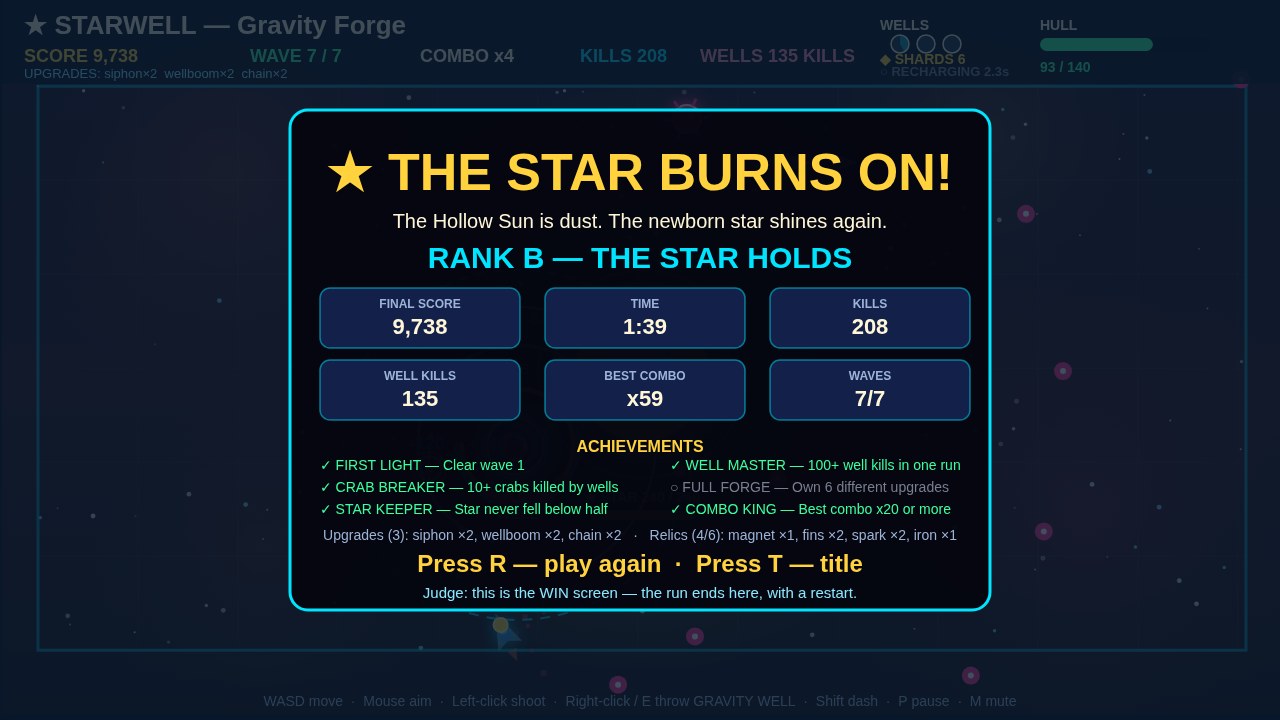 ★ STARWELL — Gravity Forge
SCORE 9,738 WAVE 7 / 7 COMBO x4 KILLS 208 WELLS 135 KILLS
UPGRADES: siphon×2 wellboom×2 chain×2
WELLS
◆ SHARDS 6
○ RECHARGING 2.3s
HULL
93 / 140
★ THE STAR BURNS ON!
The Hollow Sun is dust. The newborn star shines again.
RANK B — THE STAR HOLDS
FINAL SCORE
9,738
TIME
1:39
KILLS
208
WELL KILLS
135
BEST COMBO
x59
WAVES
7/7
ACHIEVEMENTS
✓ FIRST LIGHT — Clear wave 1
✓ WELL MASTER — 100+ well kills in one run
✓ CRAB BREAKER — 10+ crabs killed by wells
○ FULL FORGE — Own 6 different upgrades
✓ STAR KEEPER — Star never fell below half
✓ COMBO KING — Best combo x20 or more
Upgrades (3): siphon ×2, wellboom ×2, chain ×2 · Relics (4/6): magnet ×1, fins ×2, spark ×2, iron ×1
Press R — play again · Press T — title
Judge: this is the WIN screen — the run ends here, with a restart.
WASD move · Mouse aim · Left-click shoot · Right-click / E throw GRAVITY WELL · Shift dash · P pause · M mute